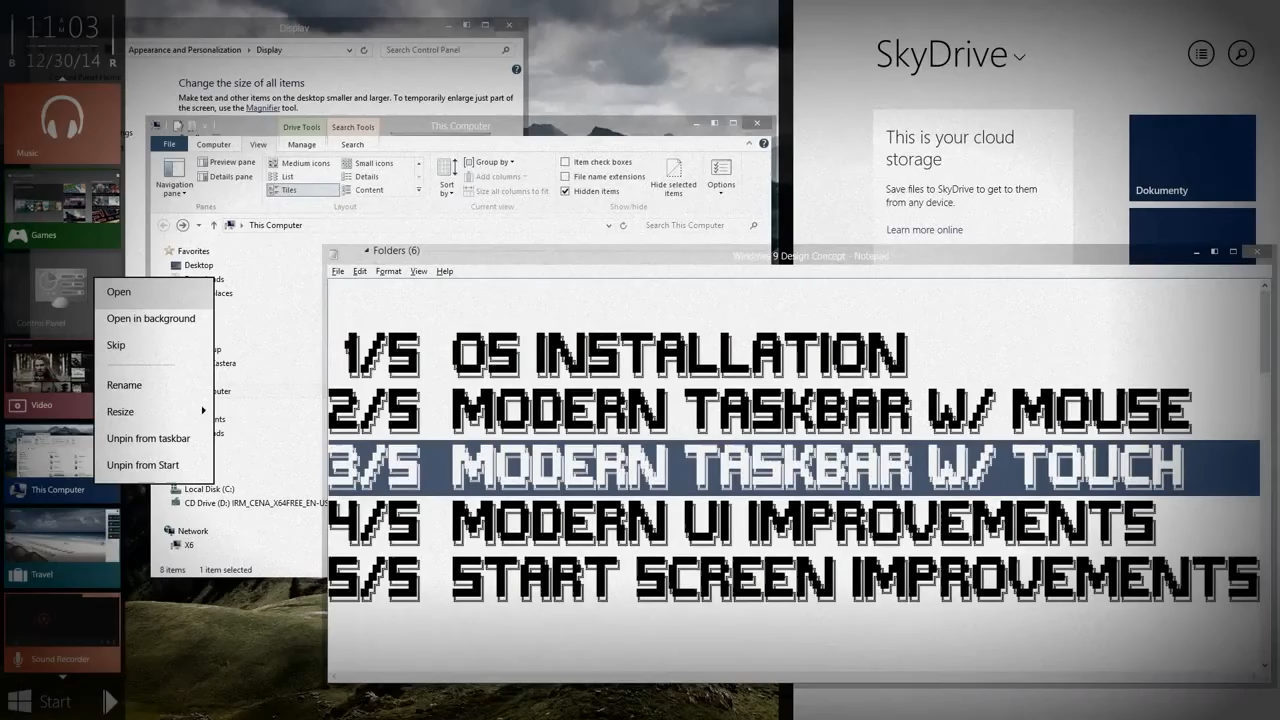 11:03
B 12/30/14 R
Music
Games
Control Panel
Video
This Computer
Travel
Sound Recorder
Start
Open
Open in background
Skip
Rename
Resize
Unpin from taskbar
Unpin from Start
Display
Appearance and Personalization
Display
Search Control Panel
Change the size of all items
Make text and other items on the desktop smaller and larger. To temporarily enlarge just part of
the screen, use the Magnifier tool.
Drive Tools
Search Tools
This Computer
File
Computer
View
Manage
Search
Navigation
pane
Preview pane
Details pane
Panes
Medium icons
Small icons
List
Details
Tiles
Content
Layout
Sort
by
Group by
Add columns
Size all columns to fit
Current view
Item check boxes
File name extensions
Hidden items
Hide selected
items
Show/hide
Options
This Computer
Search This Computer
Favorites
Desktop
Local Disk (C:)
CD Drive (D:) IRM_CENA_X64FREE_EN-US
Network
X6
8 items 1 item selected
Folders (6)
Windows 9 Design Concept - Notepad
File Edit Format View Help
1/5 OS INSTALLATION
2/5 MODERN TASKBAR W/ MOUSE
3/5 MODERN TASKBAR W/ TOUCH
4/5 MODERN UI IMPROVEMENTS
5/5 START SCREEN IMPROVEMENTS
SkyDrive
This is your cloud
storage
Save files to SkyDrive to get to them
from any device.
Learn more online
Dokumenty